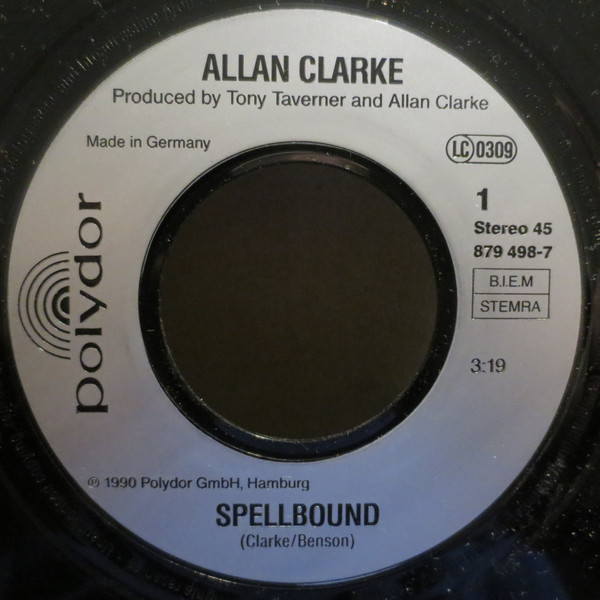 ALLAN CLARKE
Produced by Tony Taverner and Allan Clarke
Made in Germany
LC 0309
polydor
1
Stereo 45
879 498-7
B.I.E.M
STEMRA
3:19
℗ 1990 Polydor GmbH, Hamburg
SPELLBOUND
(Clarke/Benson)